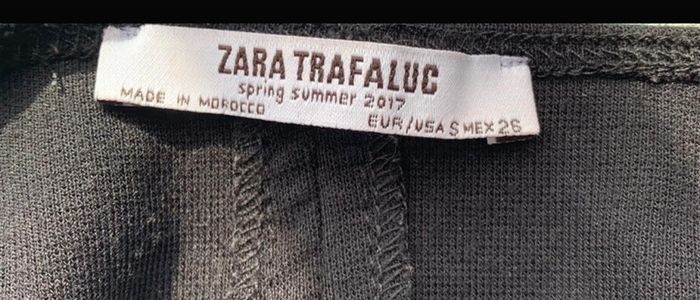 ZARA TRAFALUC
spring summer 2017
MADE IN MOROCCO
EUR/USA S MEX 26